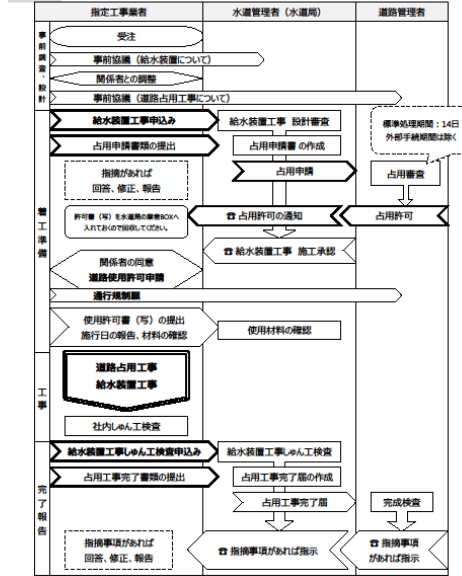 指定工事業者
水道管理者（水道局）
道路管理者
事前調査、設計
受注
事前協議（給水装置について）
関係者との調整
事前協議（道路占用工事について）
着工準備
給水装置工事申込み
給水装置工事 設計審査
標準処理期間：14日
外部手続期間は除く
占用申請書類の提出
占用申請書の作成
指摘があれば
回答、修正、報告
占用申請
占用審査
許可書（写）を水道局の業者BOXへ
入れておくので回収してください。
☎占用許可の通知
占用許可
☎給水装置工事 施工承認
関係者の同意
道路使用許可申請
通行規制願
使用許可書（写）の提出
施行日の報告、材料の確認
使用材料の確認
工事
道路占用工事
給水装置工事
社内しゅん工検査
完了報告
給水装置工事しゅん工検査申込み
給水装置工事しゅん工検査
占用工事完了書類の提出
占用工事完了届の作成
占用工事完了届
完成検査
指摘事項があれば
回答、修正、報告
☎指摘事項があれば指示
☎指摘事項
があれば指示